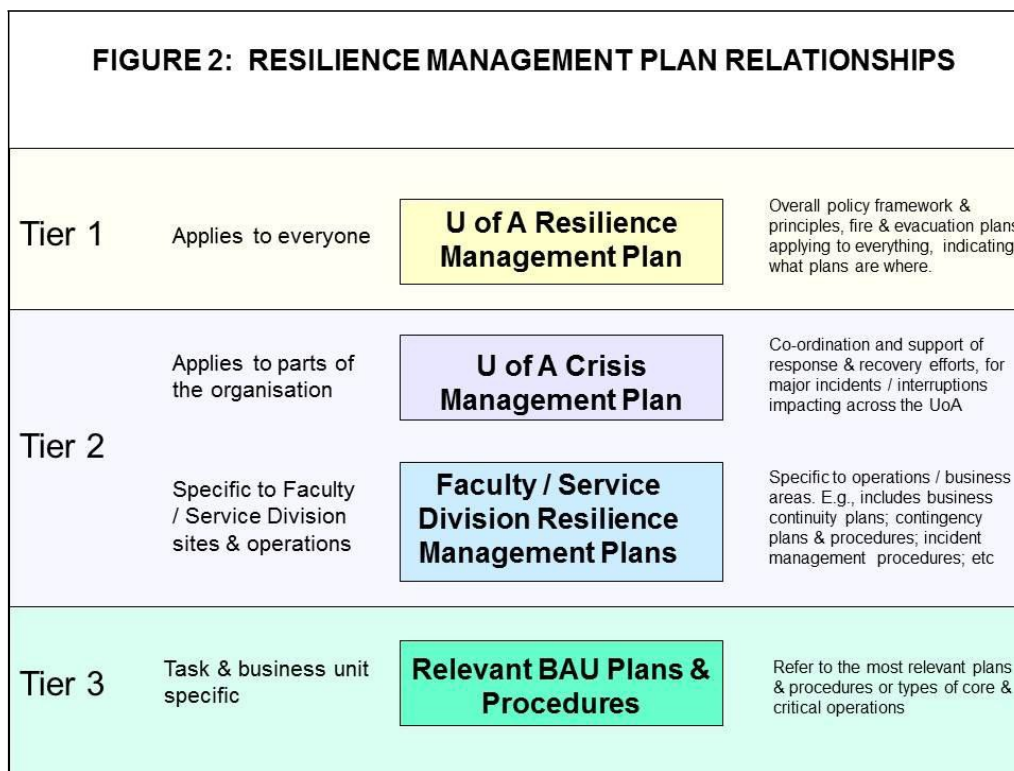 FIGURE 2: RESILIENCE MANAGEMENT PLAN RELATIONSHIPS
Tier 1
Applies to everyone
U of A Resilience
Management Plan
Overall policy framework &
principles, fire & evacuation plans
applying to everything, indicating
what plans are where.
Tier 2
Applies to parts of
the organisation
U of A Crisis
Management Plan
Co-ordination and support of
response & recovery efforts, for
major incidents / interruptions
impacting across the UoA
Specific to Faculty
/ Service Division
sites & operations
Faculty / Service
Division Resilience
Management Plans
Specific to operations / business
areas. E.g., includes business
continuity plans; contingency
plans & procedures; incident
management procedures; etc
Tier 3
Task & business unit
specific
Relevant BAU Plans &
Procedures
Refer to the most relevant plans
& procedures or types of core &
critical operations